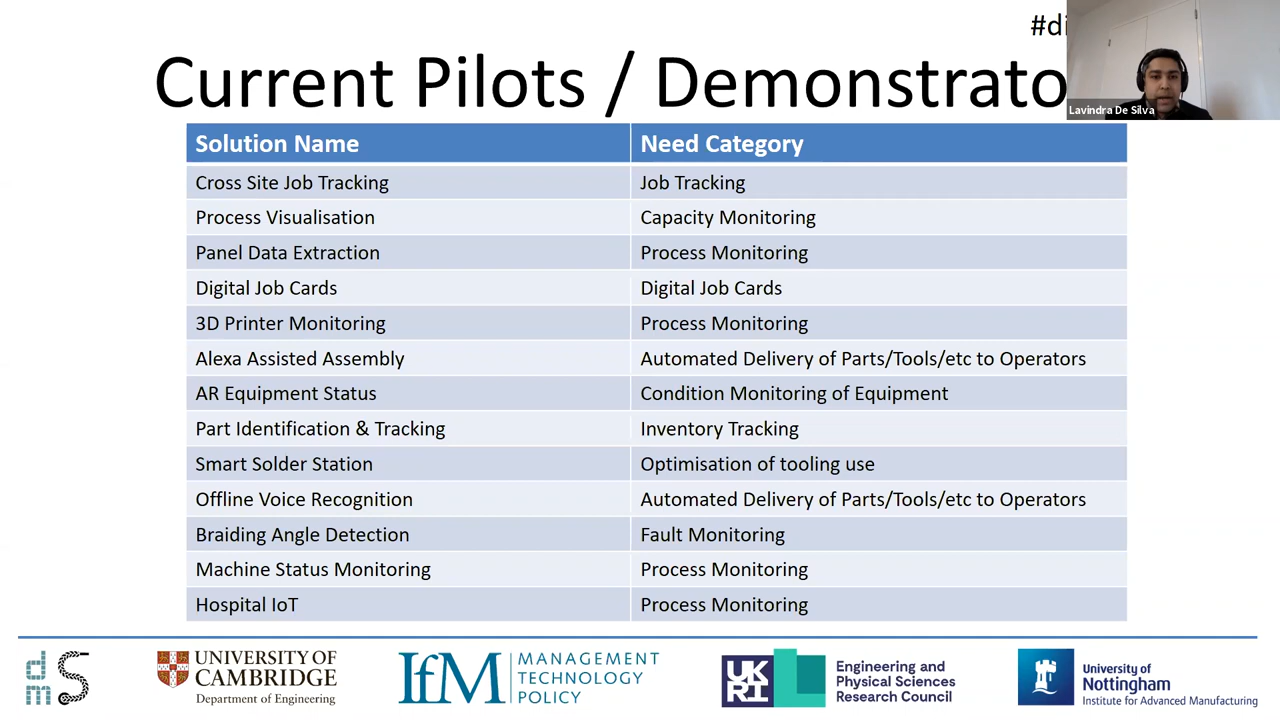 #di
Current Pilots / Demonstrato
Lavindra De Silva
Solution Name Need Category
Cross Site Job Tracking Job Tracking
Process Visualisation Capacity Monitoring
Panel Data Extraction Process Monitoring
Digital Job Cards Digital Job Cards
3D Printer Monitoring Process Monitoring
Alexa Assisted Assembly Automated Delivery of Parts/Tools/etc to Operators
AR Equipment Status Condition Monitoring of Equipment
Part Identification & Tracking Inventory Tracking
Smart Solder Station Optimisation of tooling use
Offline Voice Recognition Automated Delivery of Parts/Tools/etc to Operators
Braiding Angle Detection Fault Monitoring
Machine Status Monitoring Process Monitoring
Hospital IoT Process Monitoring
dmS
UNIVERSITY OF
CAMBRIDGE
Department of Engineering
IfM
MANAGEMENT
TECHNOLOGY
POLICY
UK
RI
Engineering and
Physical Sciences
Research Council
University of
Nottingham
Institute for Advanced Manufacturing